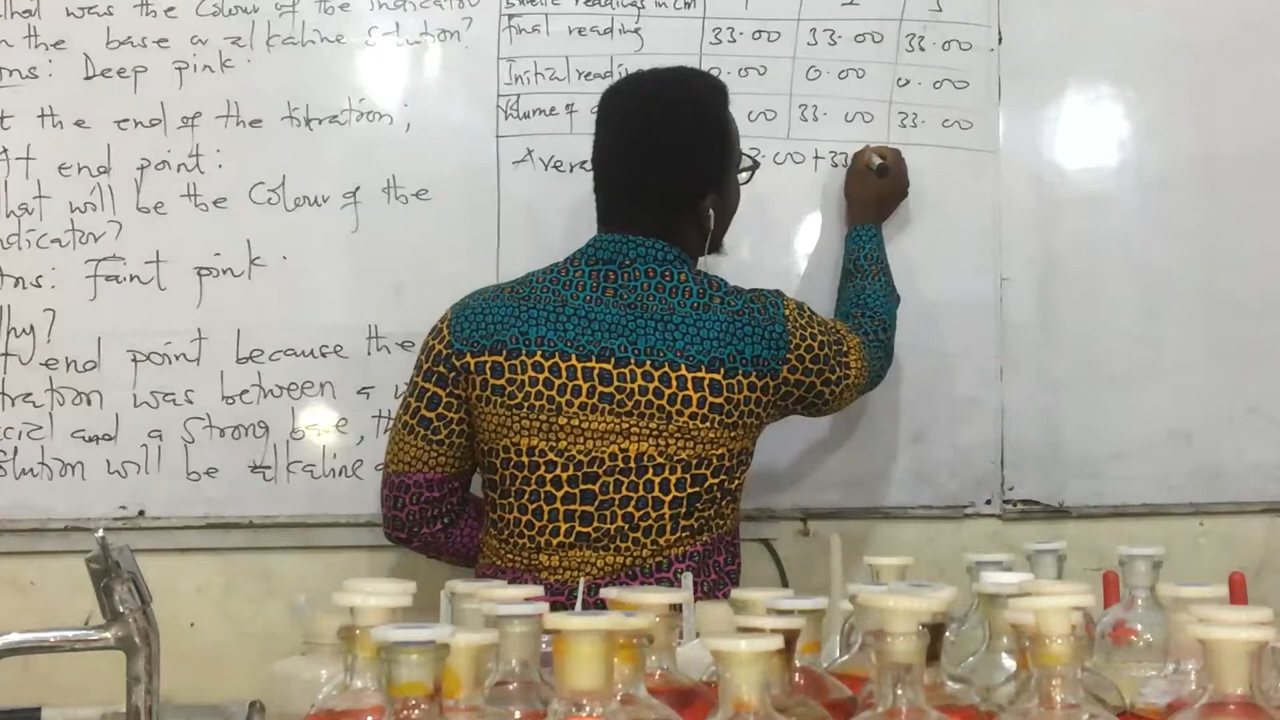 hat was the Colour of the indicator
n the base a alkaline solution?
ns: Deep pink.
t the end of the titration;
At end point:
hat will be the Colour of the
ndicator?
ns: Faint pink.
hy?
t end point because the
tration was between a w
acid and a strong base, th
olution will be alkaline
readings in CM 1 2 3
final reading 33.00 33.00 33.00
Initial readi 0.00 0.00 0.00
Volume of a 00 33.00 33.00
Avera 3.00 + 33